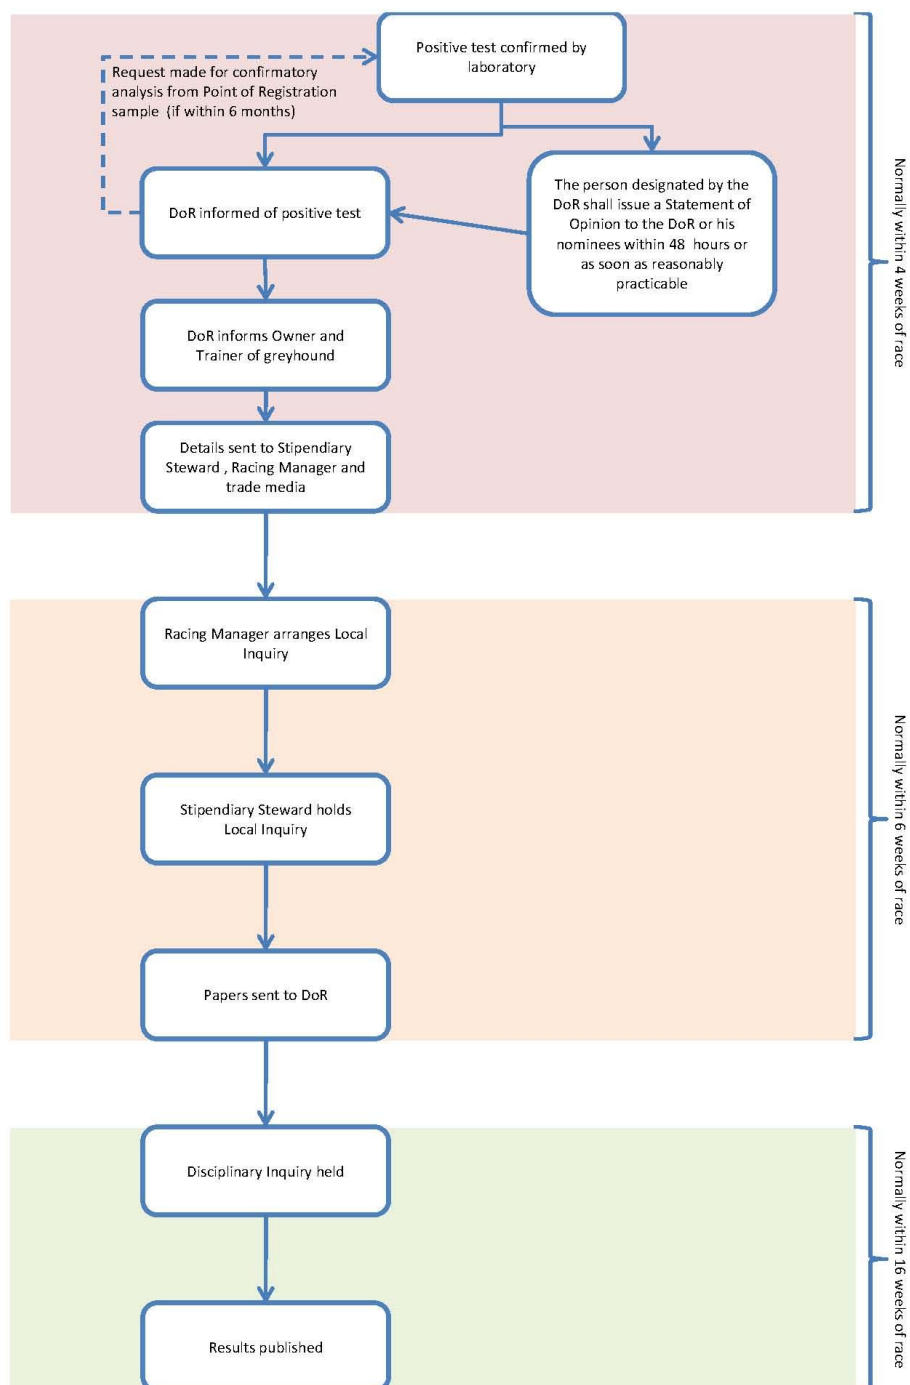 Positive test confirmed by
laboratory
Request made for confirmatory
analysis from Point of Registration
sample  (if within 6 months)
DoR informed of positive test
The person designated by the
DoR shall issue a Statement of
Opinion to the DoR or his
nominees within 48  hours or
as soon as reasonably
practicable
DoR informs Owner and
Trainer of greyhound
Details sent to Stipendiary
Steward , Racing Manager and
trade media
Normally within 4 weeks of race
Racing Manager arranges Local
Inquiry
Stipendiary Steward holds
Local Inquiry
Papers sent to DoR
Normally within 6 weeks of race
Disciplinary Inquiry held
Results published
Normally within 16 weeks of race